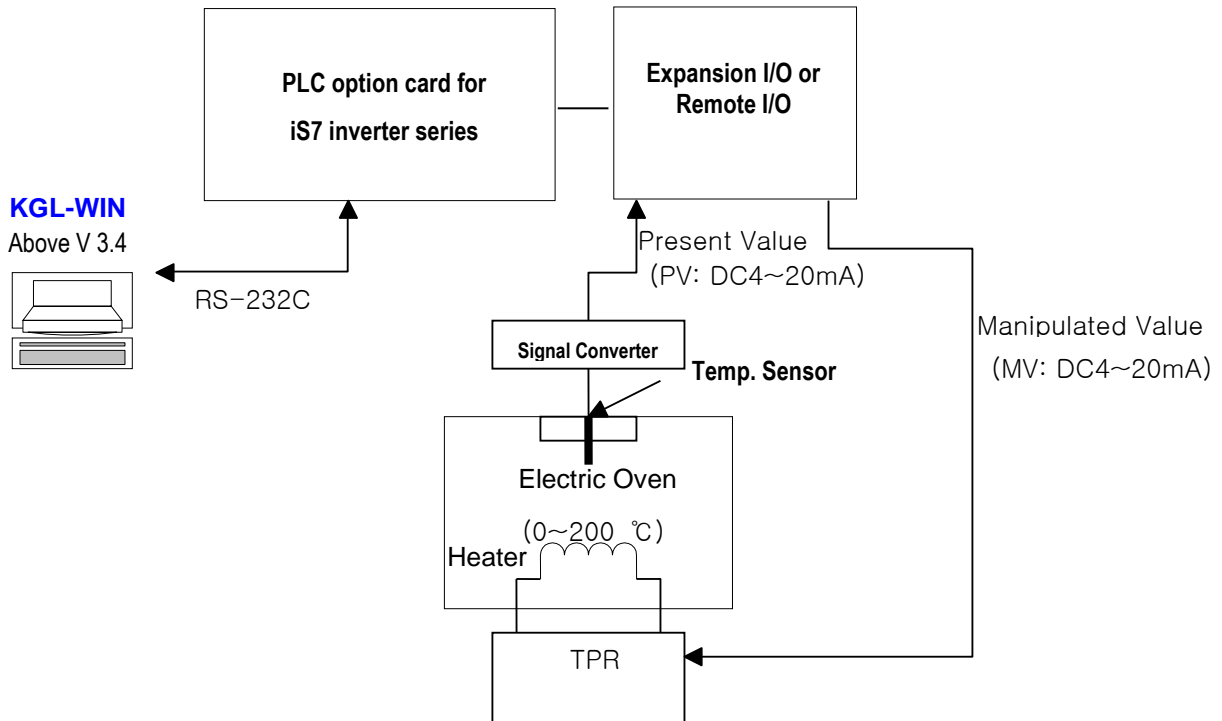 PLC option card for
iS7 inverter series
Expansion I/O or
Remote I/O
KGL-WIN
Above V 3.4
RS-232C
Present Value
(PV: DC4~20mA)
Manipulated Value
(MV: DC4~20mA)
Signal Converter
Temp. Sensor
Electric Oven
(0~200 ℃)
Heater
TPR